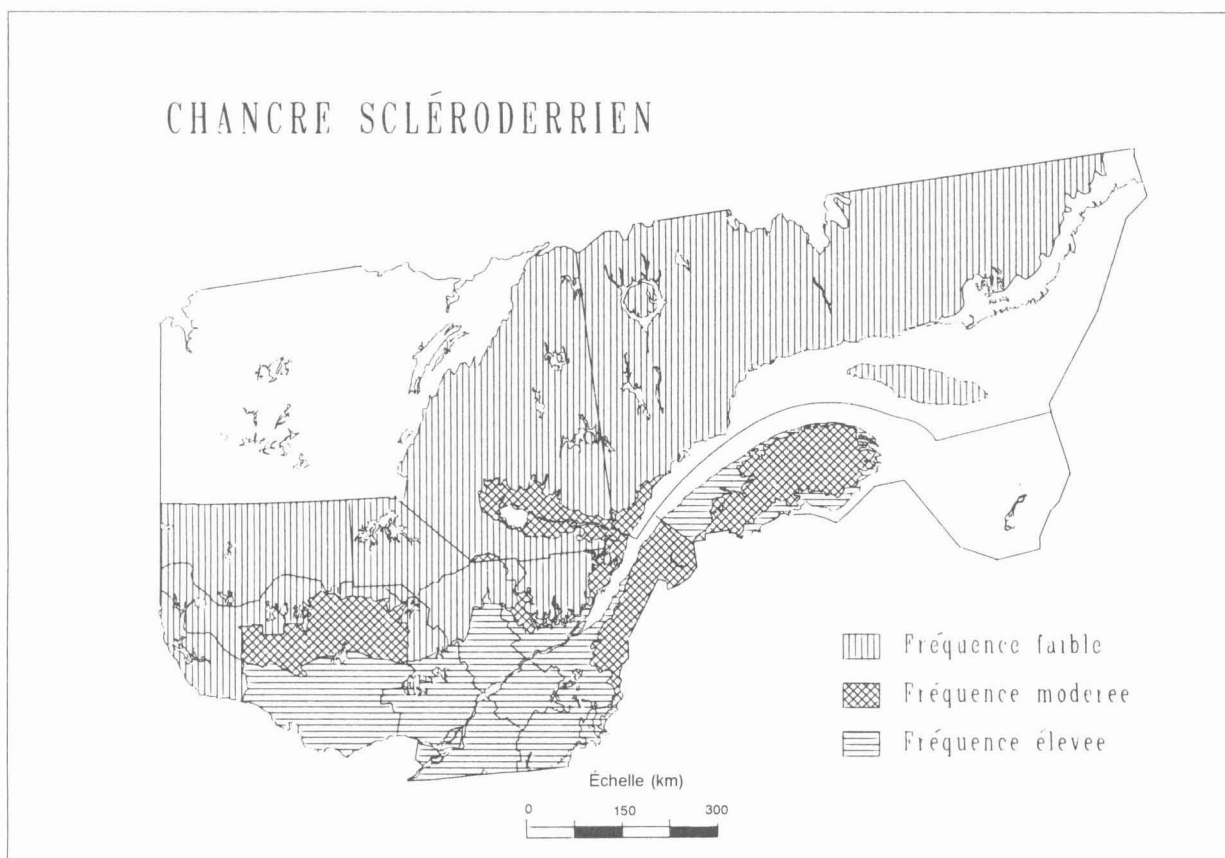 CHANCRE SCLÉRODERRIEN
Fréquence faible
Fréquence moderee
Fréquence élevee
Échelle (km)
0 150 300